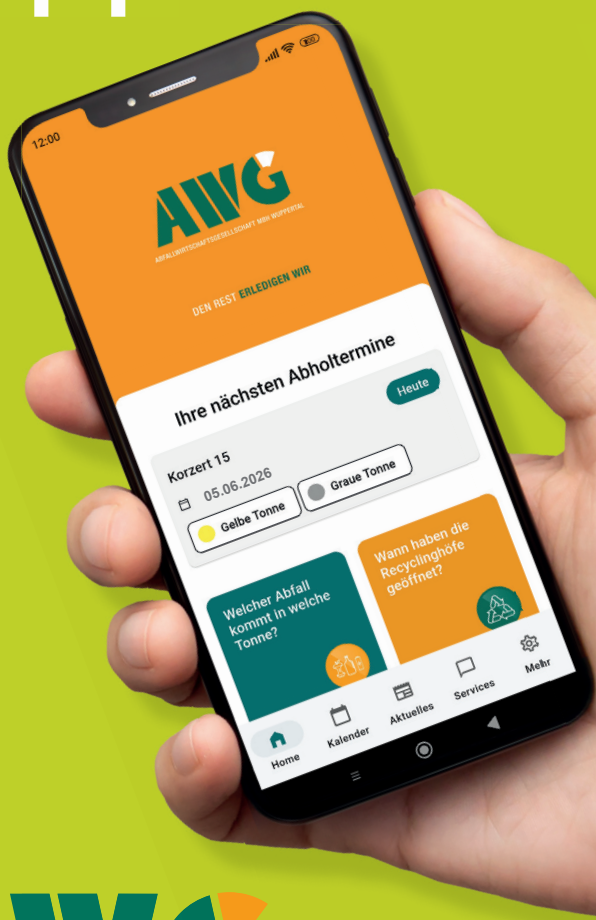 12:00
AWG
ABFALLWIRTSCHAFTSGESELLSCHAFT MBH WUPPERTAL
DEN REST ERLEDIGEN WIR
Ihre nächsten Abholtermine
Heute
Korzert 15
05.06.2026
Gelbe Tonne
Graue Tonne
Welcher Abfall
kommt in welche
Tonne?
Wann haben die
Recyclinghöfe
geöffnet?
Home
Kalender
Aktuelles
Services
Mehr